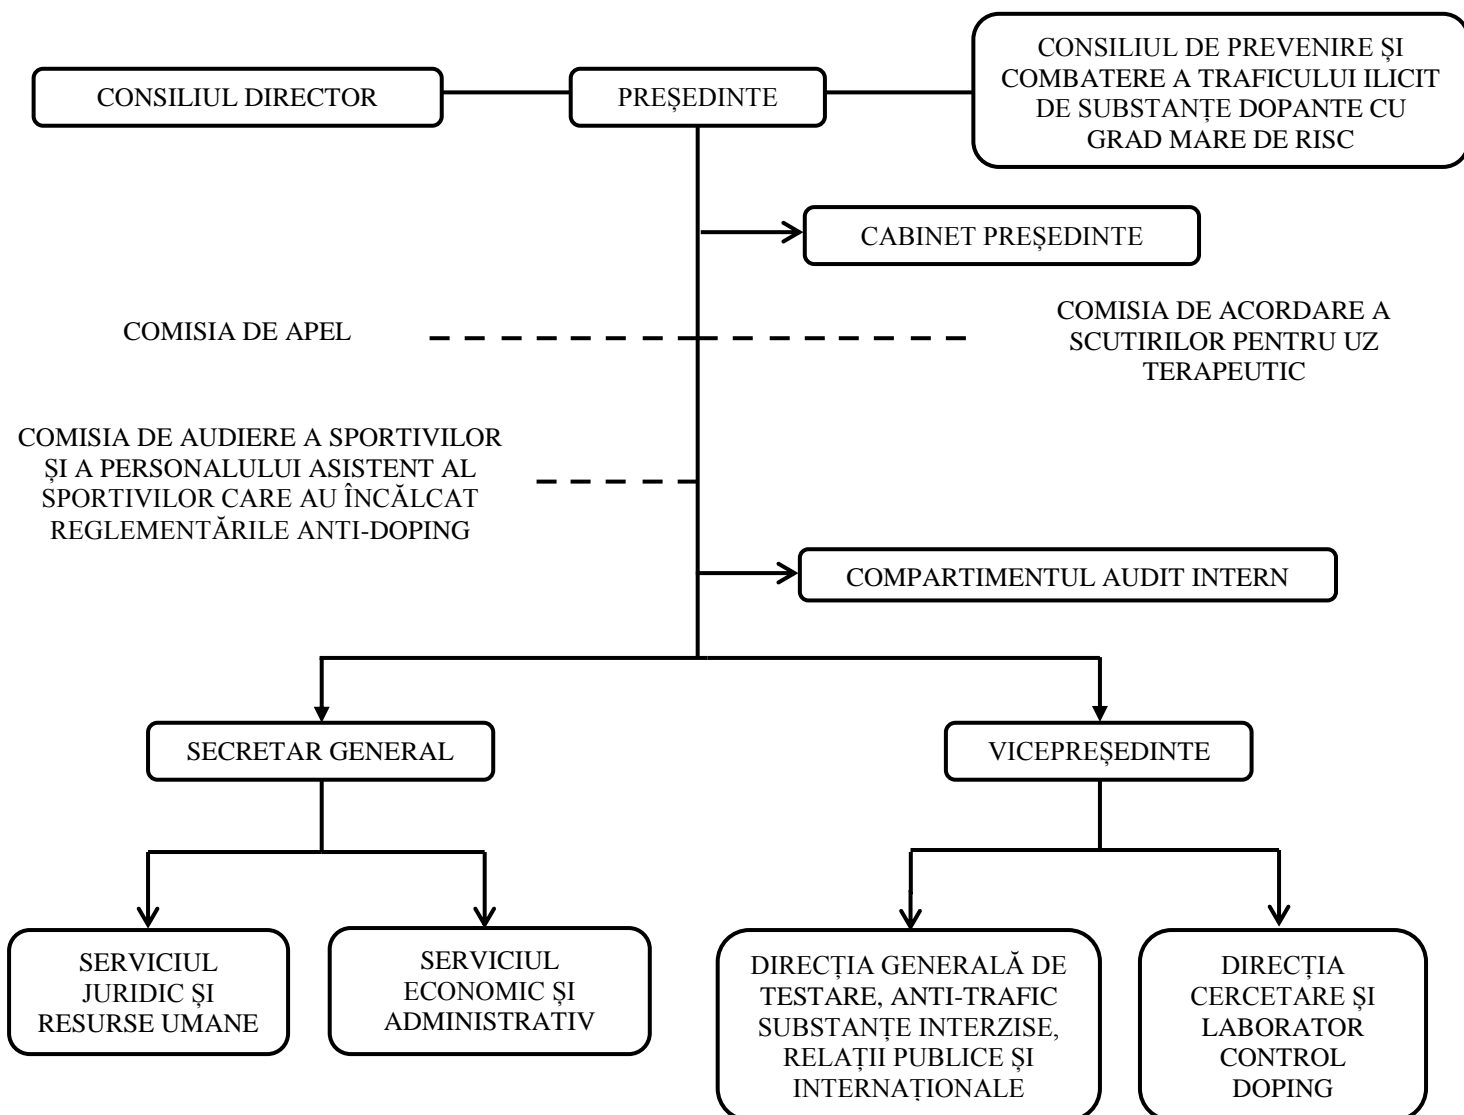 CONSILIUL DIRECTOR
PREȘEDINTE
CONSILIUL DE PREVENIRE ȘI
COMBATERE A TRAFICULUI ILICIT
DE SUBSTANȚE DOPANTE CU
GRAD MARE DE RISC
CABINET PREȘEDINTE
COMISIA DE APEL
COMISIA DE ACORDARE A
SCUTIRILOR PENTRU UZ
TERAPEUTIC
COMISIA DE AUDIERE A SPORTIVILOR
ȘI A PERSONALULUI ASISTENT AL
SPORTIVILOR CARE AU ÎNCĂLCAT
REGLEMENTĂRILE ANTI-DOPING
COMPARTIMENTUL AUDIT INTERN
SECRETAR GENERAL
VICEPREȘEDINTE
SERVICIUL
JURIDIC ȘI
RESURSE UMANE
SERVICIUL
ECONOMIC ȘI
ADMINISTRATIV
DIRECȚIA GENERALĂ DE
TESTARE, ANTI-TRAFIC
SUBSTANȚE INTERZISE,
RELAȚII PUBLICE ȘI
INTERNAȚIONALE
DIRECȚIA
CERCETARE ȘI
LABORATOR
CONTROL
DOPING